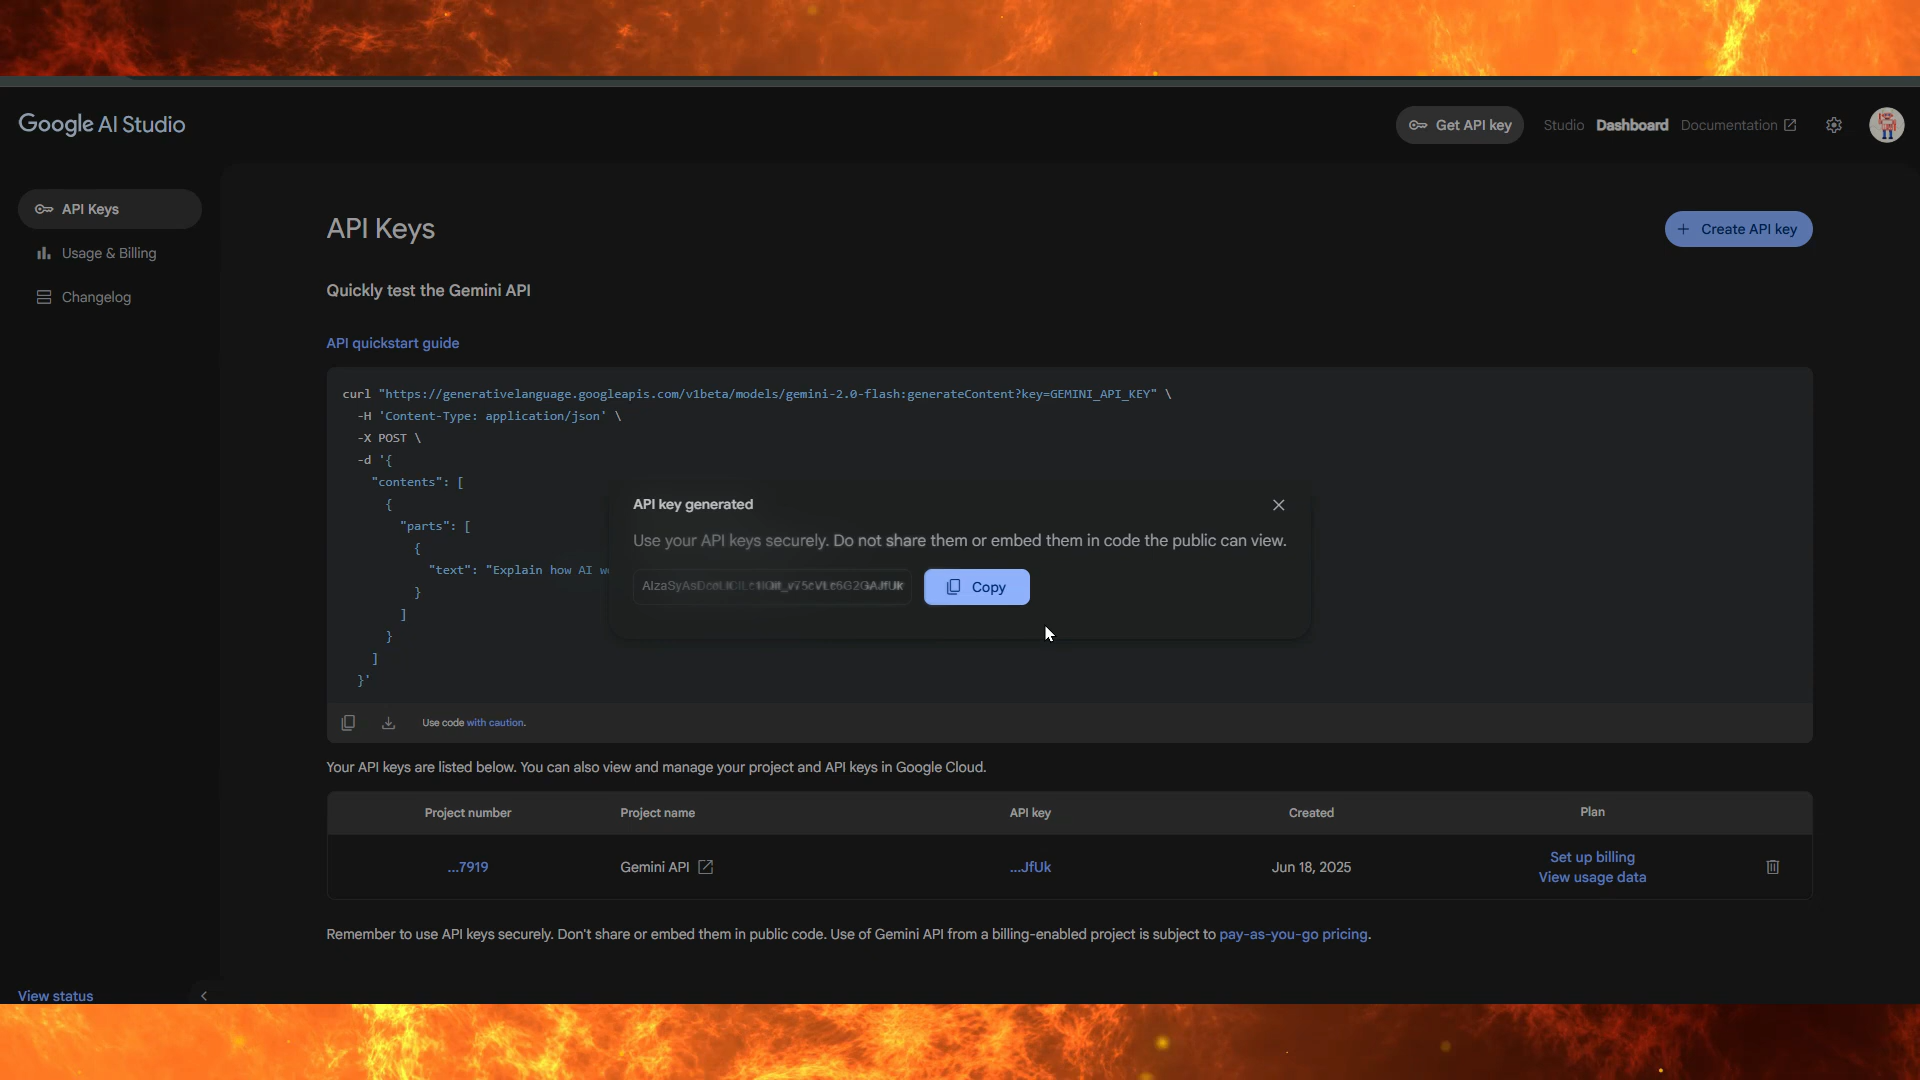 Google AI Studio
Get API key
Studio
Dashboard
Documentation
API Keys
Usage & Billing
Changelog
API Keys
Create API key
Quickly test the Gemini API
API quickstart guide
curl "https://generativelanguage.googleapis.com/v1beta/models/gemini-2.0-flash:generateContent?key=GEMINI_API_KEY" \
-H 'Content-Type: application/json' \
-X POST \
-d '{
"contents": [
{
"parts": [
{
"text": "Explain how AI
}
]
}
]
}'
API key generated
Use your API keys securely. Do not share them or embed them in code the public can view.
Copy
Use code with caution.
Your API keys are listed below. You can also view and manage your project and API keys in Google Cloud.
Project number Project name API key Created Plan
...7919 Gemini API ...JfUk Jun 18, 2025 Set up billing
View usage data
Remember to use API keys securely. Don't share or embed them in public code. Use of Gemini API from a billing-enabled project is subject to pay-as-you-go pricing.
View status